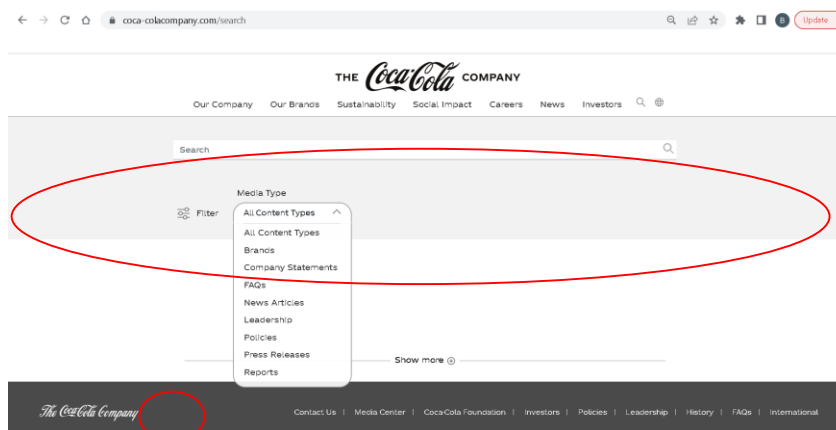 coca-colacompany.com/search
B
Update
THE Coca-Cola COMPANY
Our Company Our Brands Sustainability Social Impact Careers News Investors
Search
Media Type
Filter All Content Types
All Content Types
Brands
Company Statements
FAQs
News Articles
Leadership
Policies
Press Releases
Reports
Show more
The Coca-Cola Company
Contact Us | Media Center | Coca-Cola Foundation | Investors | Policies | Leadership | History | FAQs | International